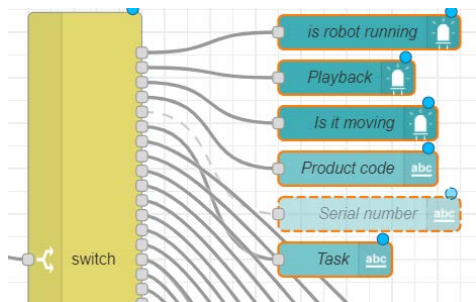 is robot running
Playback
Is it moving
Product code
abc
Serial number
abc
switch
Task
abc